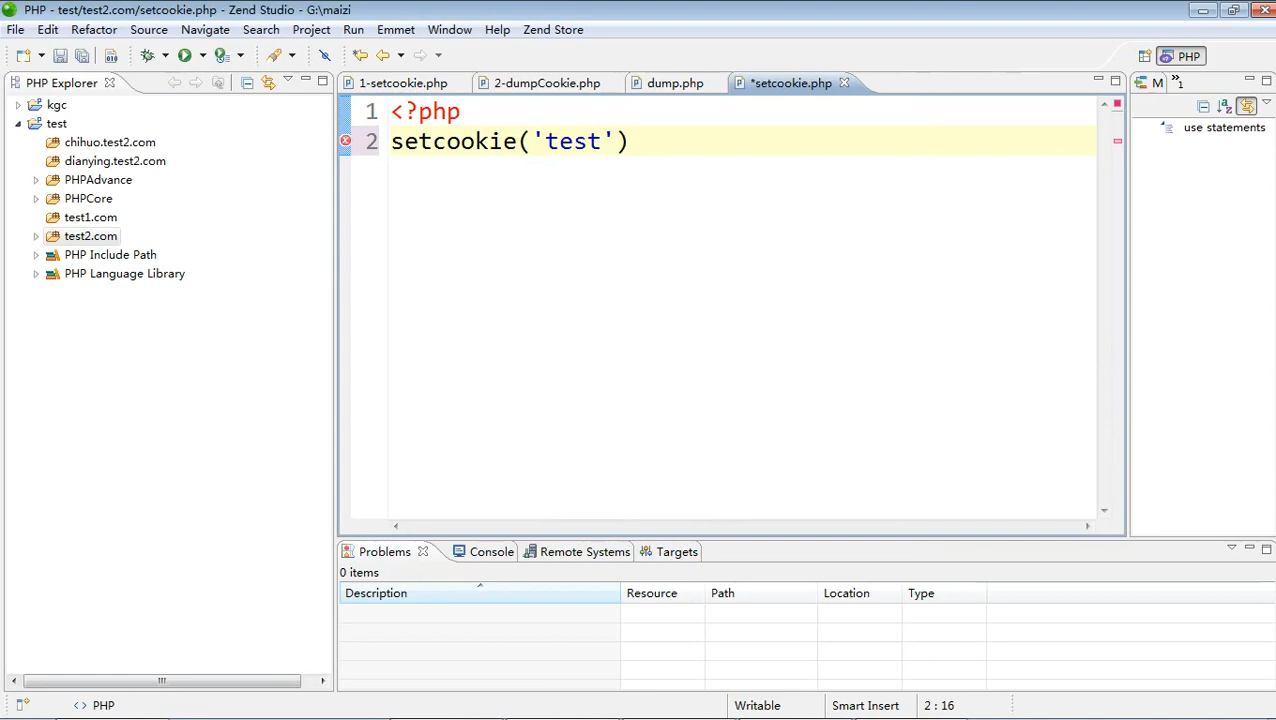 PHP - test/test2.com/setcookie.php - Zend Studio - G:\maizi
File Edit Refactor Source Navigate Search Project Run Emmet Window Help Zend Store
PHP
PHP Explorer
1-setcookie.php 2-dumpCookie.php dump.php *setcookie.php
M »1
kgc
test
chihuo.test2.com
dianying.test2.com
PHPAdvance
PHPCore
test1.com
test2.com
PHP Include Path
PHP Language Library
1 <?php
2 setcookie('test')
use statements
Problems Console Remote Systems Targets
0 items
Description Resource Path Location Type
<> PHP Writable Smart Insert 2 : 16